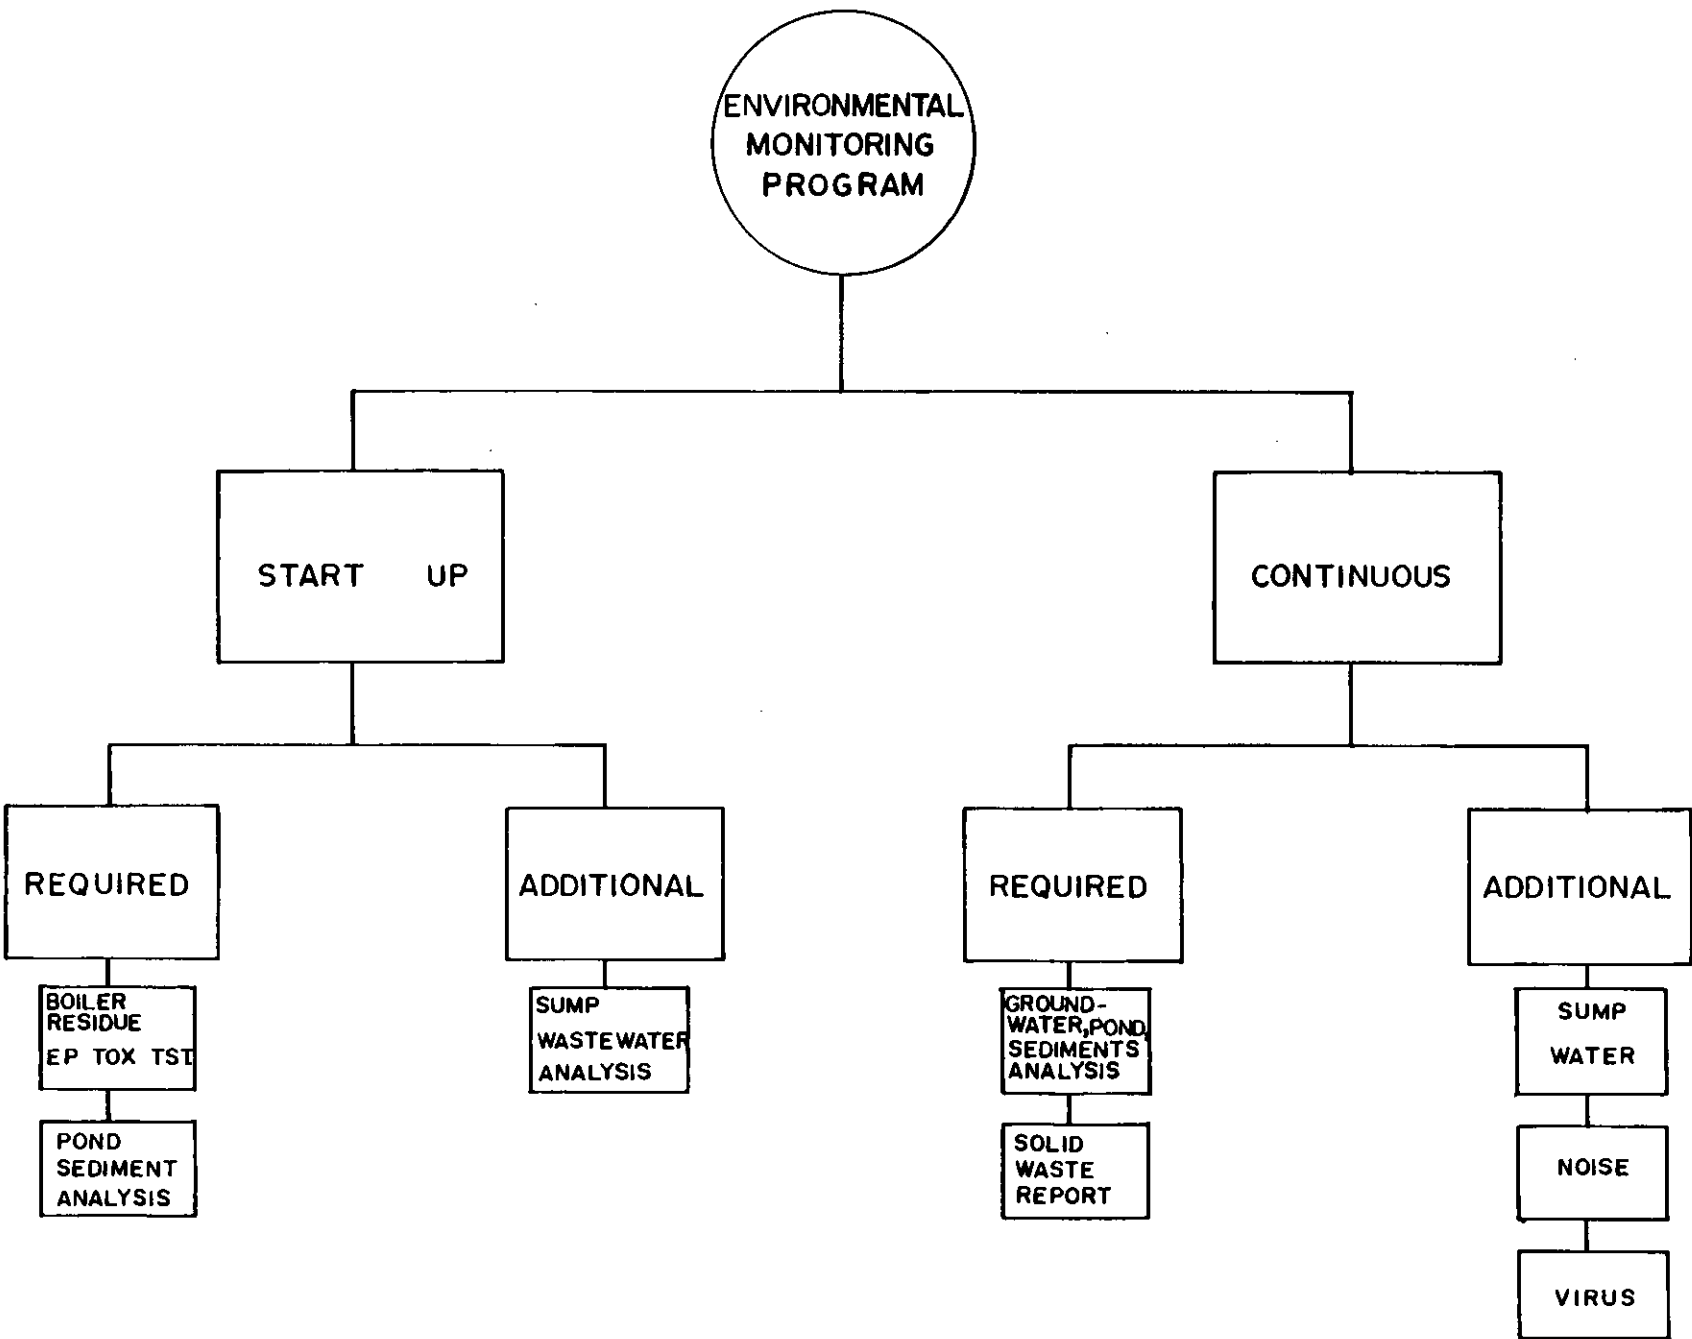 ENVIRONMENTAL
MONITORING
PROGRAM
START UP
CONTINUOUS
REQUIRED
ADDITIONAL
REQUIRED
ADDITIONAL
BOILER
RESIDUE
EP TOX TST
POND
SEDIMENT
ANALYSIS
SUMP
WASTEWATER
ANALYSIS
GROUND-
WATER, POND,
SEDIMENTS
ANALYSIS
SOLID
WASTE
REPORT
SUMP
WATER
NOISE
VIRUS